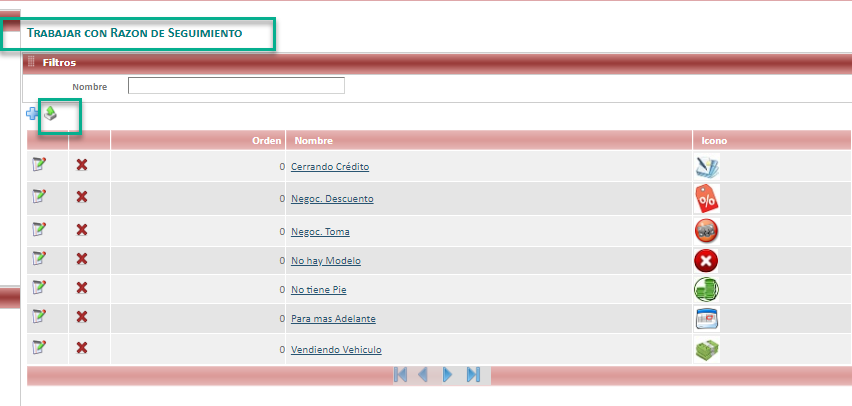 TRABAJAR CON RAZON DE SEGUIMIENTO
Filtros
Nombre
Orden Nombre Icono
0 Cerrando Crédito
0 Negoc. Descuento %
0 Negoc. Toma
0 No hay Modelo
0 No tiene Pie
0 Para mas Adelante
0 Vendiendo Vehículo